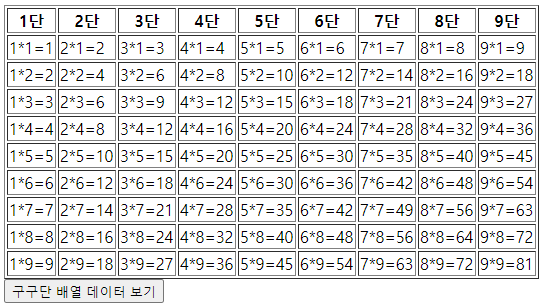 1단 2단 3단 4단 5단 6단 7단 8단 9단
1*1=1 2*1=2 3*1=3 4*1=4 5*1=5 6*1=6 7*1=7 8*1=8 9*1=9
1*2=2 2*2=4 3*2=6 4*2=8 5*2=10 6*2=12 7*2=14 8*2=16 9*2=18
1*3=3 2*3=6 3*3=9 4*3=12 5*3=15 6*3=18 7*3=21 8*3=24 9*3=27
1*4=4 2*4=8 3*4=12 4*4=16 5*4=20 6*4=24 7*4=28 8*4=32 9*4=36
1*5=5 2*5=10 3*5=15 4*5=20 5*5=25 6*5=30 7*5=35 8*5=40 9*5=45
1*6=6 2*6=12 3*6=18 4*6=24 5*6=30 6*6=36 7*6=42 8*6=48 9*6=54
1*7=7 2*7=14 3*7=21 4*7=28 5*7=35 6*7=42 7*7=49 8*7=56 9*7=63
1*8=8 2*8=16 3*8=24 4*8=32 5*8=40 6*8=48 7*8=56 8*8=64 9*8=72
1*9=9 2*9=18 3*9=27 4*9=36 5*9=45 6*9=54 7*9=63 8*9=72 9*9=81
구구단 배열 데이터 보기